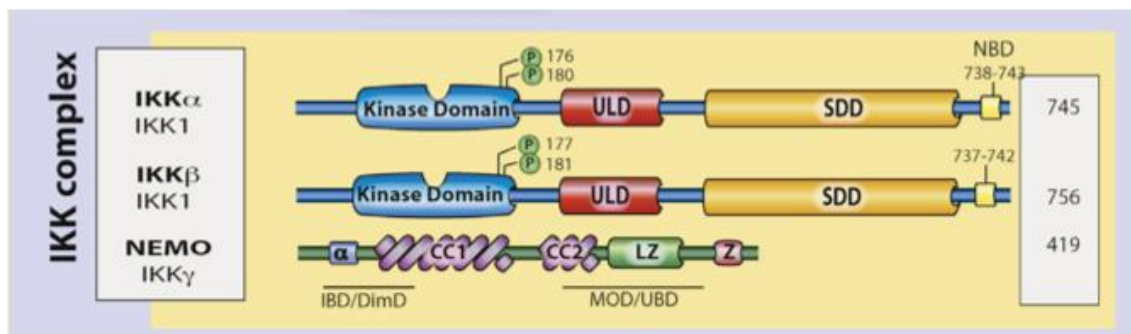 IKK complex
IKKα
IKK1
P 176
P 180
Kinase Domain
ULD
SDD
NBD
738-743
745
IKKβ
IKK1
P 177
P 181
Kinase Domain
ULD
SDD
737-742
756
NEMO
IKKγ
α
CC1
CC2
LZ
Z
419
IBD/DimD
MOD/UBD